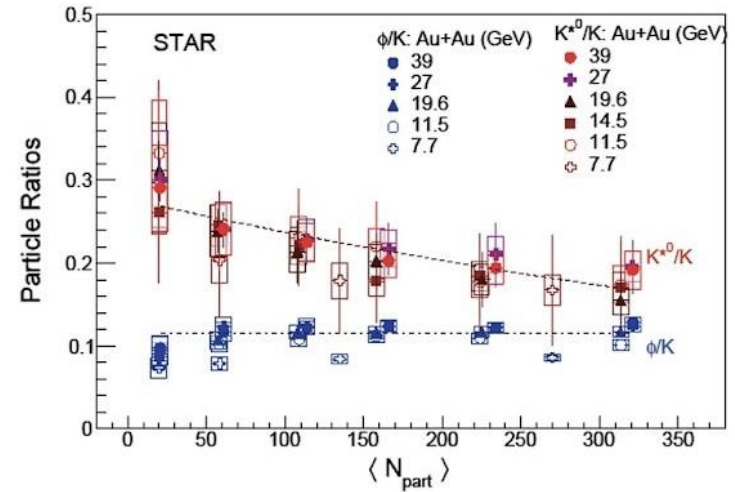 STAR
ϕ/K: Au+Au (GeV)
39
27
19.6
11.5
7.7
K*⁰/K: Au+Au (GeV)
39
27
19.6
14.5
11.5
7.7
Particle Ratios
0.5
0.4
0.3
0.2
0.1
0
K*⁰/K
ϕ/K
0 50 100 150 200 250 300 350
⟨ N_part ⟩